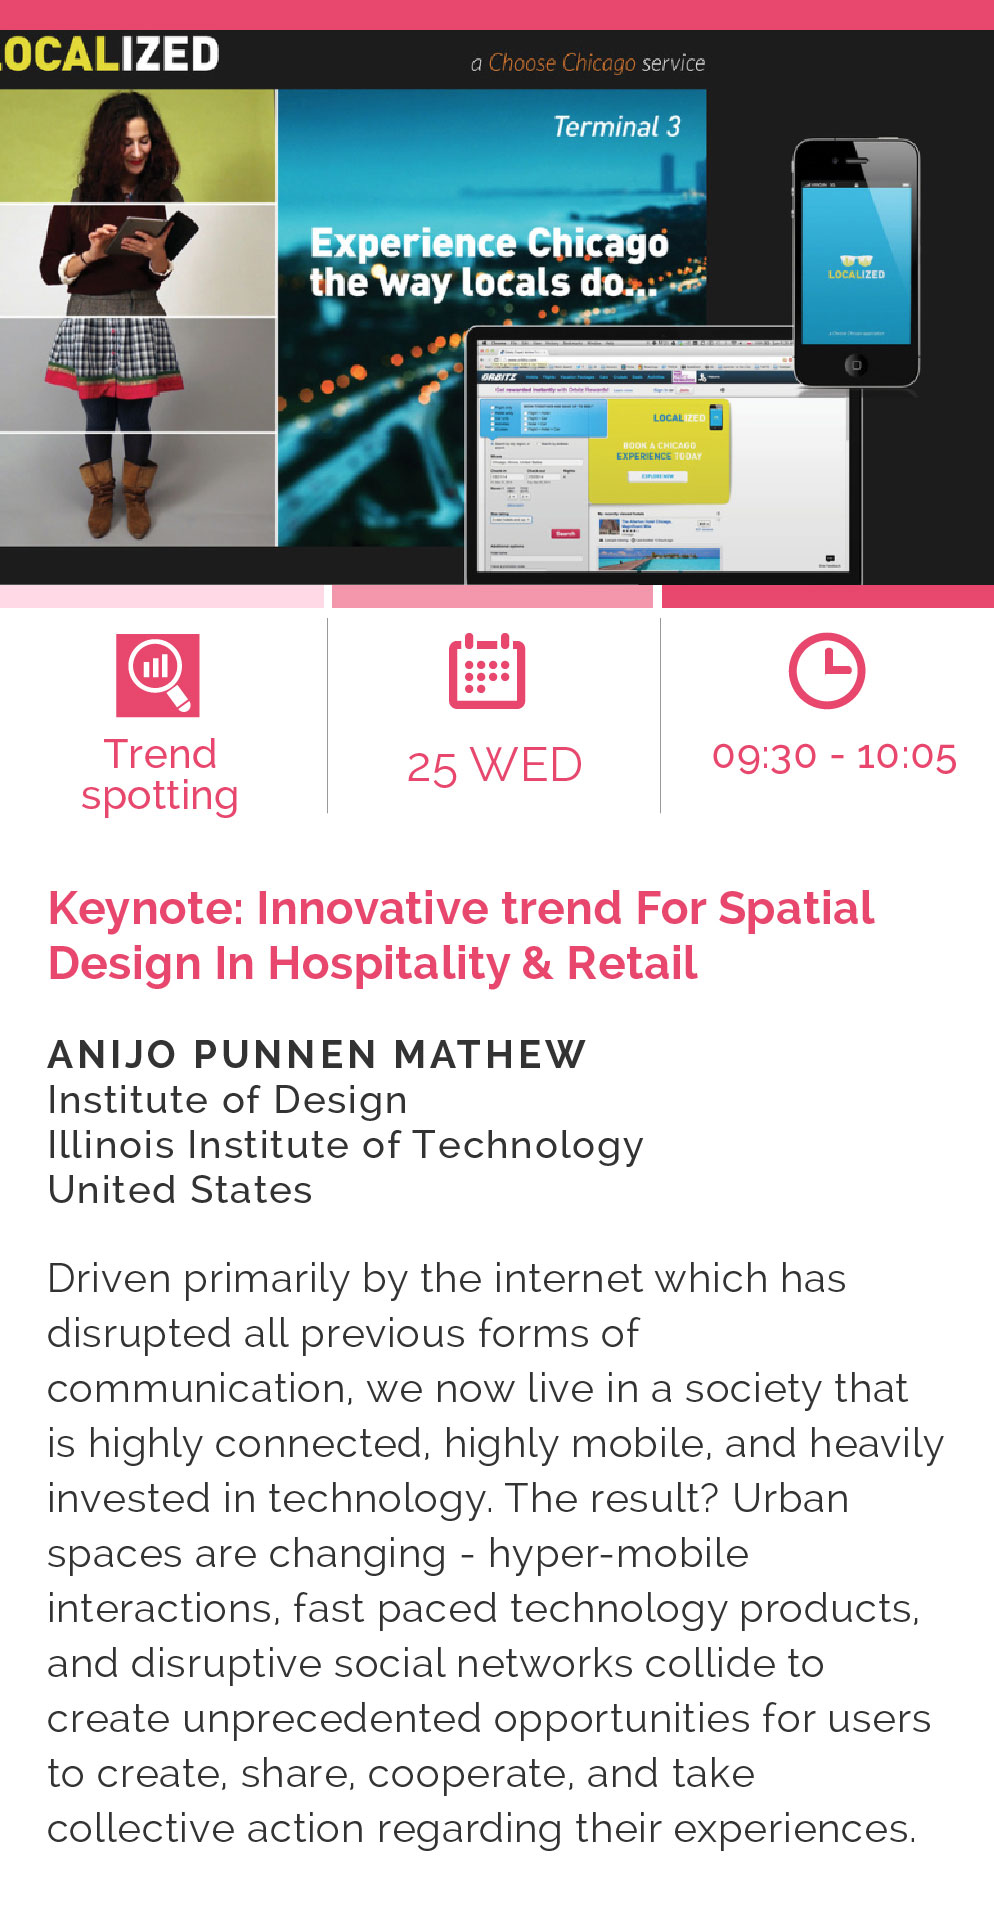 LOCALIZED
a Choose Chicago service
Terminal 3
Experience Chicago
the way locals do...
LOCALIZED
ORBITZ
LOCALIZED
BOOK A CHICAGO
EXPERIENCE TODAY
EXPLORE NOW
Search
Trend
spotting
25 WED
09:30 - 10:05
Keynote: Innovative trend For Spatial
Design In Hospitality & Retail
ANIJO PUNNEN MATHEW
Institute of Design
Illinois Institute of Technology
United States
Driven primarily by the internet which has
disrupted all previous forms of
communication, we now live in a society that
is highly connected, highly mobile, and heavily
invested in technology. The result? Urban
spaces are changing - hyper-mobile
interactions, fast paced technology products,
and disruptive social networks collide to
create unprecedented opportunities for users
to create, share, cooperate, and take
collective action regarding their experiences.